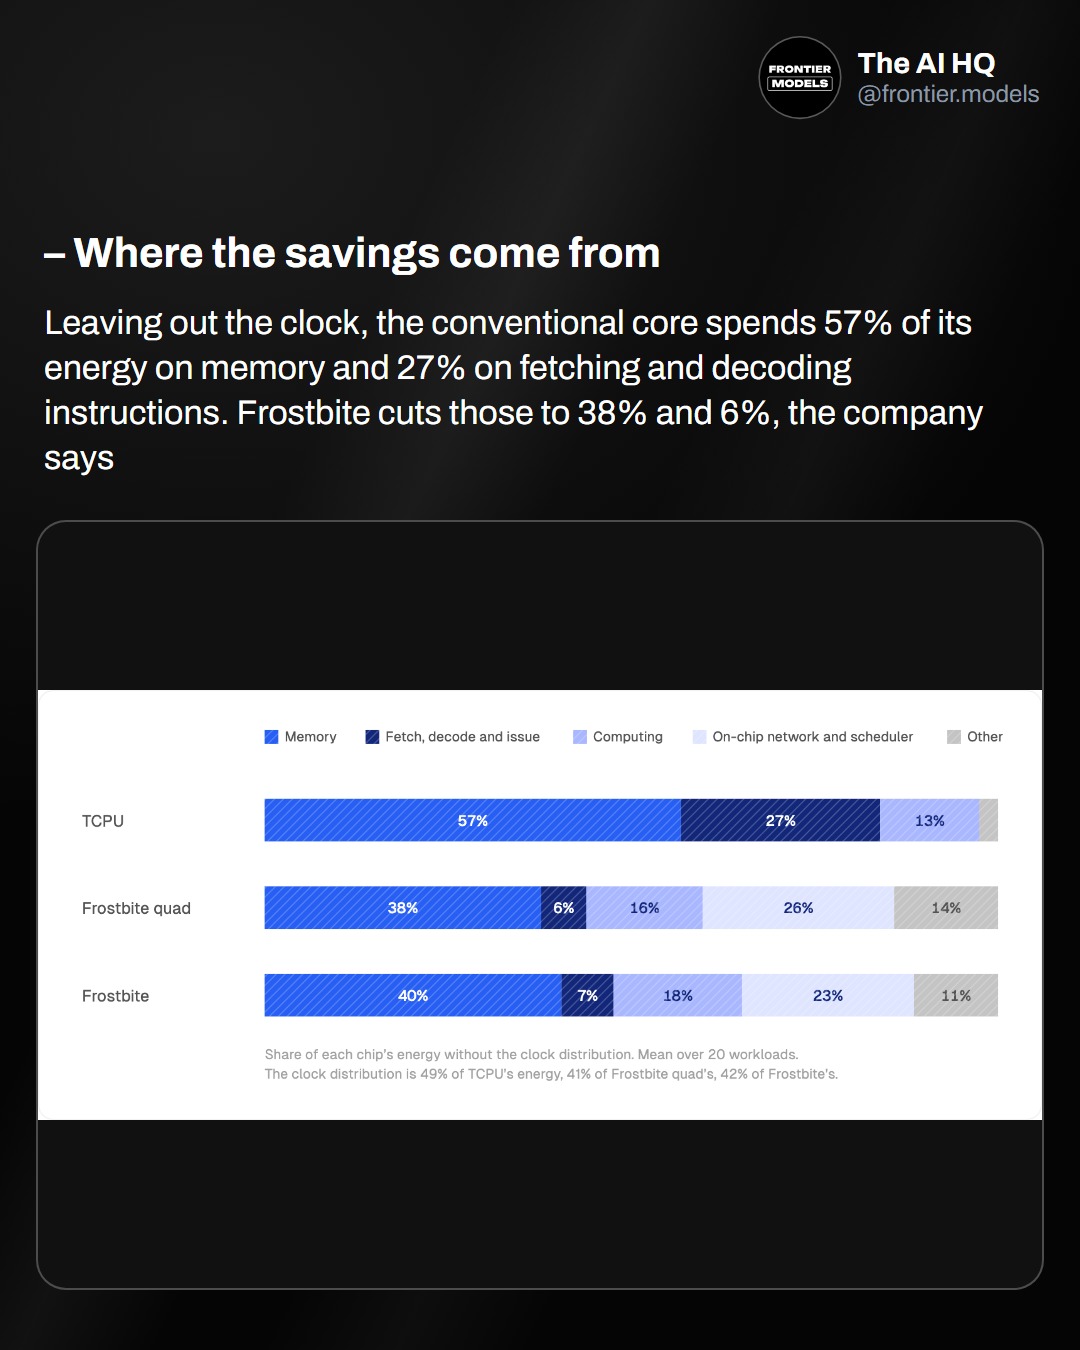 FRONTIER
MODELS
The AI HQ
@frontier.models
– Where the savings come from
Leaving out the clock, the conventional core spends 57% of its
energy on memory and 27% on fetching and decoding
instructions. Frostbite cuts those to 38% and 6%, the company
says
Memory Fetch, decode and issue Computing On-chip network and scheduler Other
TCPU 57% 27% 13%
Frostbite quad 38% 6% 16% 26% 14%
Frostbite 40% 7% 18% 23% 11%
Share of each chip's energy without the clock distribution. Mean over 20 workloads.
The clock distribution is 49% of TCPU's energy, 41% of Frostbite quad's, 42% of Frostbite's.